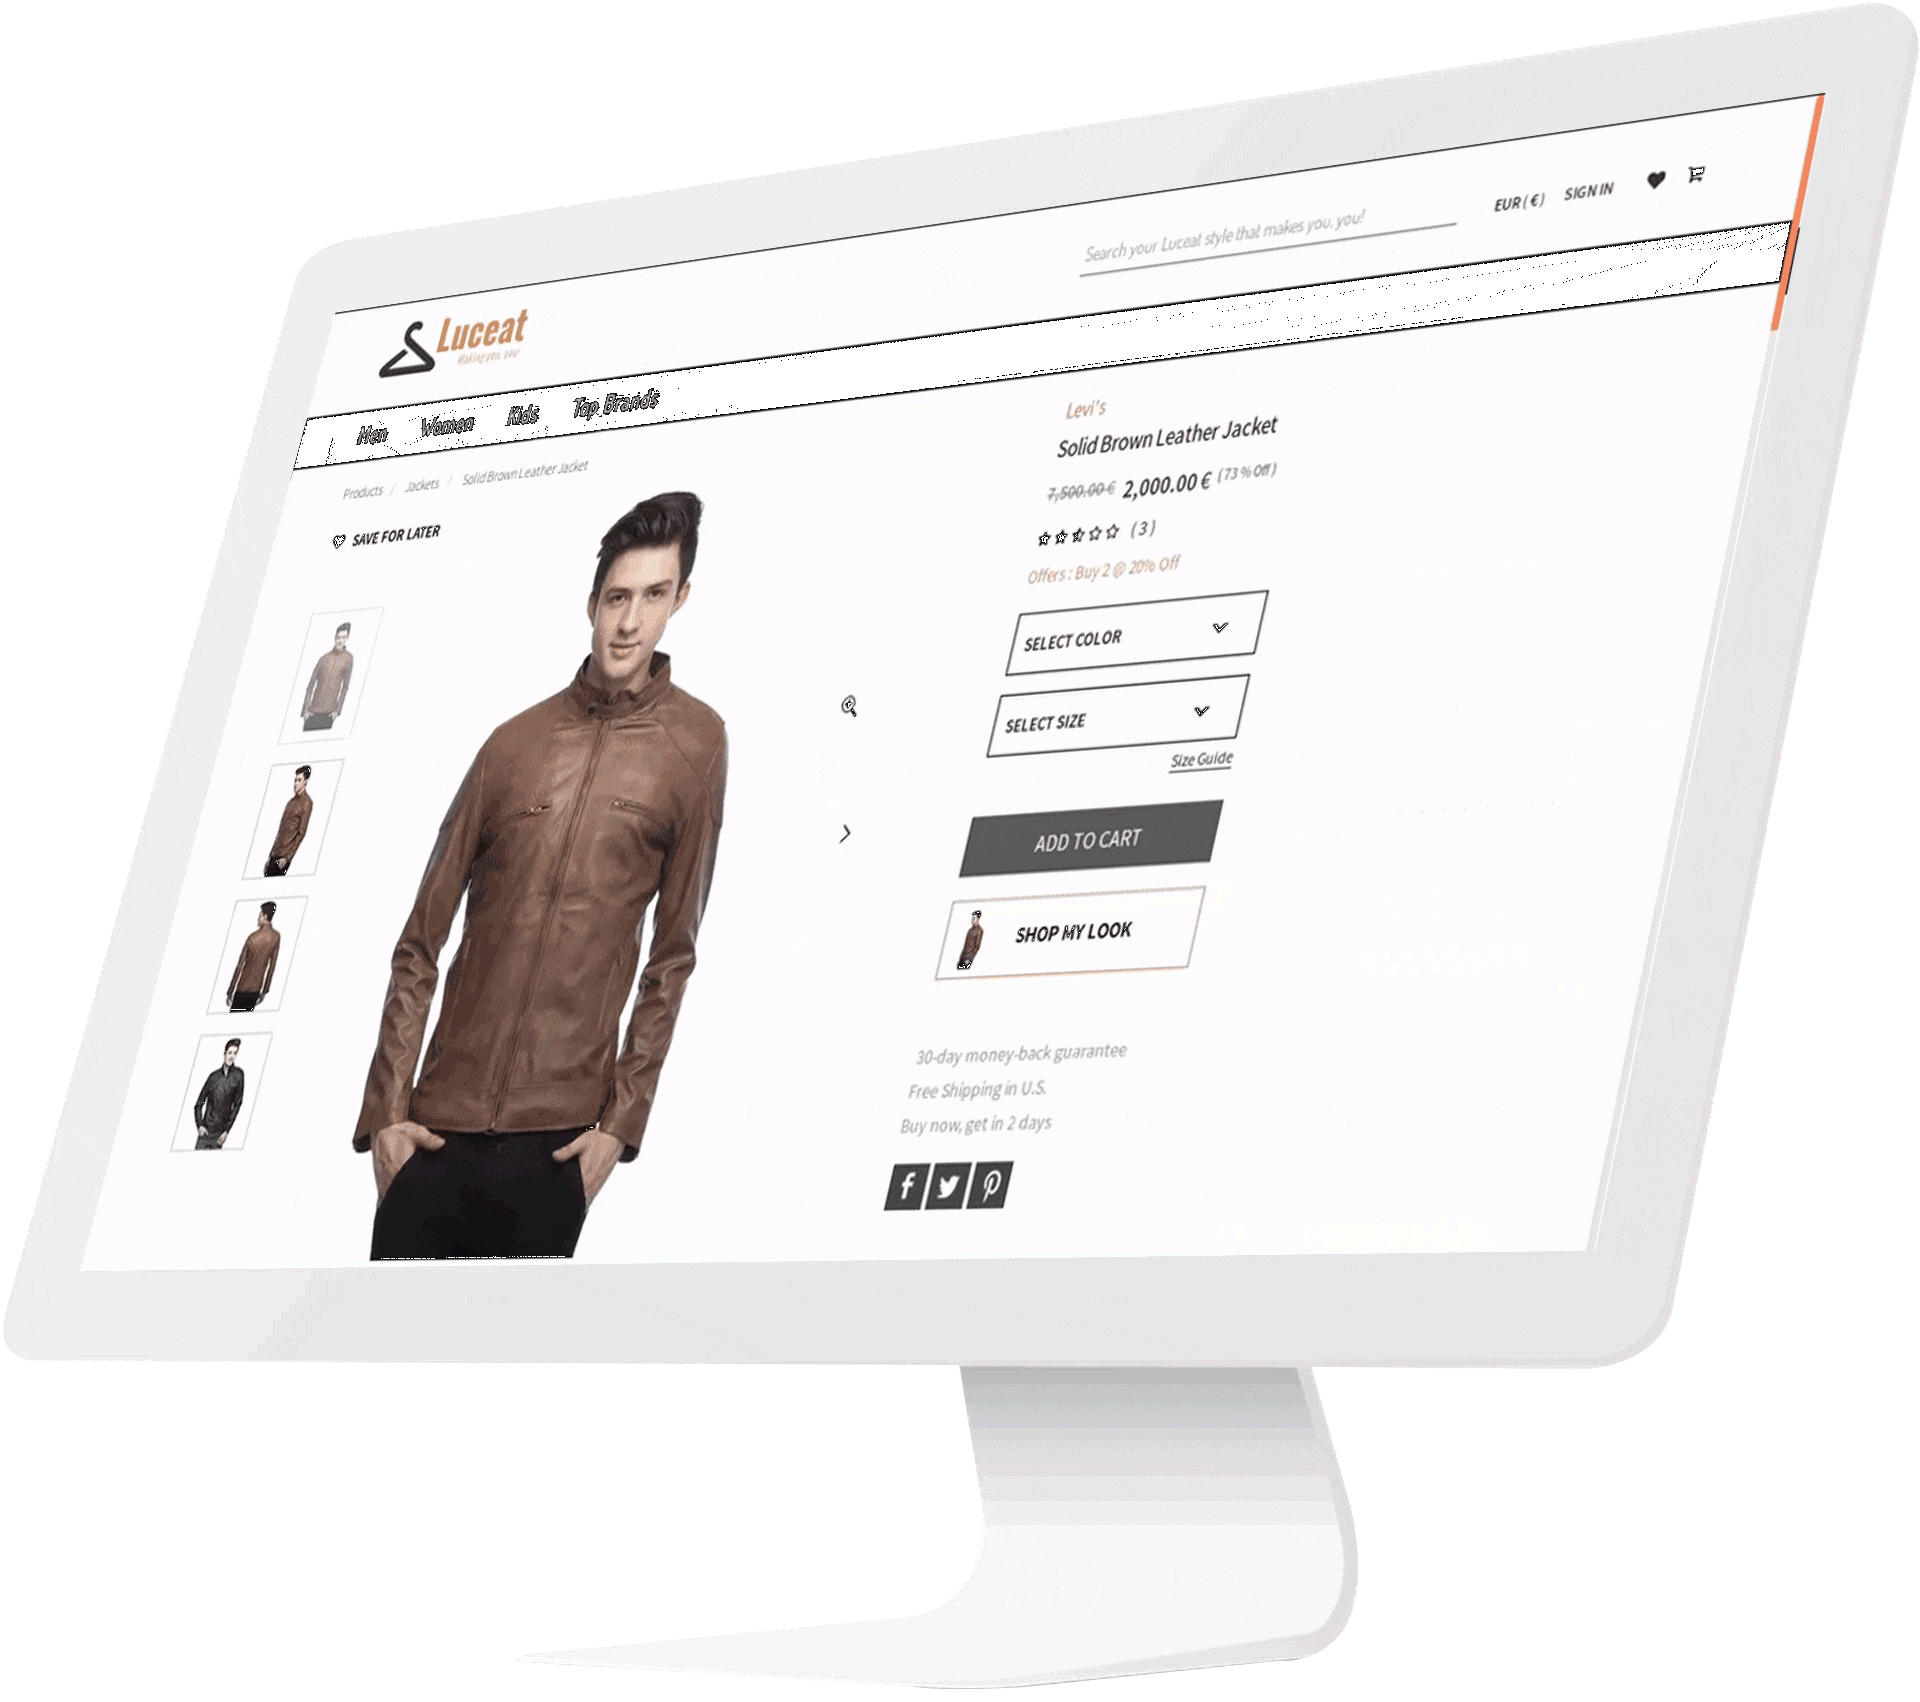 EUR ( € ) SIGN IN
Search your Luceat style that makes you, you!
Luceat
Making you, you!
Men Women Kids Top Brands
Products / Jackets / Solid Brown Leather Jacket
SAVE FOR LATER
Levi's
Solid Brown Leather Jacket
7,500.00 € 2,000.00 € ( 73 % Off )
( 3 )
Offers : Buy 2 @ 20% Off
SELECT COLOR
SELECT SIZE
Size Guide
ADD TO CART
SHOP MY LOOK
30-day money-back guarantee
Free Shipping in U.S.
Buy now, get in 2 days